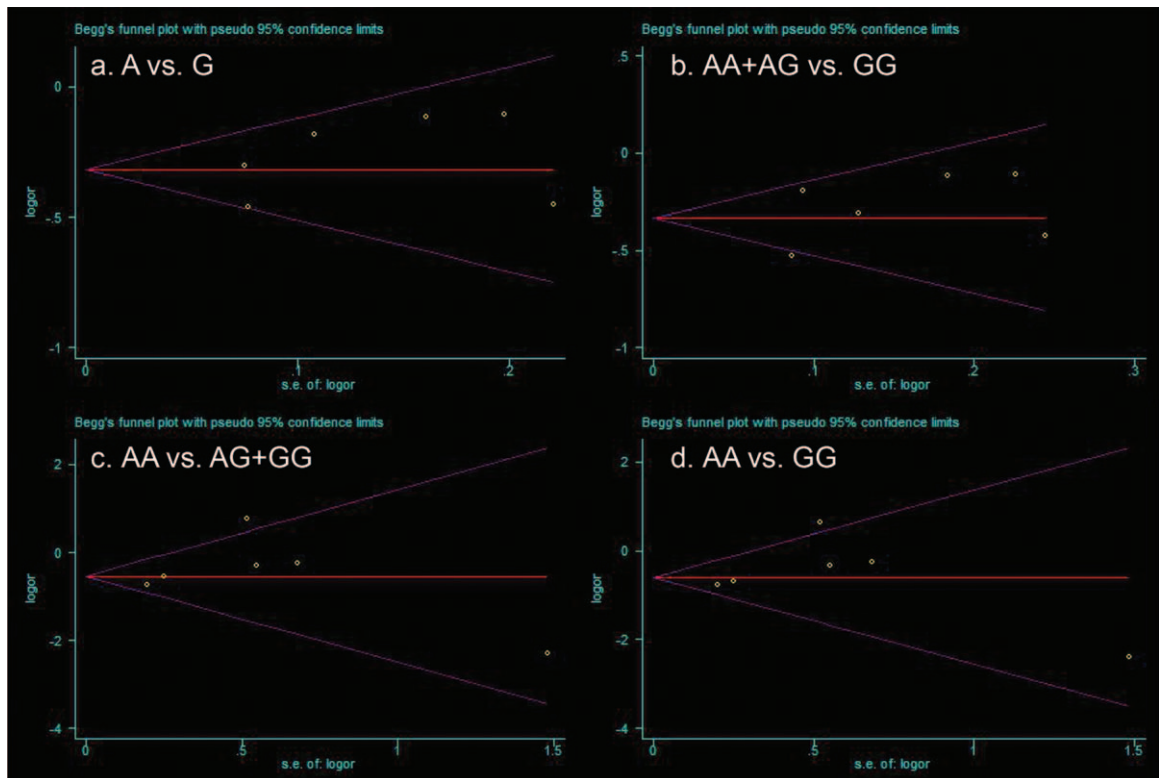 Begg's funnel plot with pseudo 95% confidence limits
a. A vs. G
0
-.5
-1
logor
0
.1
.2
s.e. of: logor
Begg's funnel plot with pseudo 95% confidence limits
b. AA+AG vs. GG
.5
0
-.5
-1
logor
0
.1
.2
.3
s.e. of: logor
Begg's funnel plot with pseudo 95% confidence limits
c. AA vs. AG+GG
2
0
-2
-4
logor
0
.5
1
1.5
s.e. of: logor
Begg's funnel plot with pseudo 95% confidence limits
d. AA vs. GG
2
0
-2
-4
logor
0
.5
1
1.5
s.e. of: logor